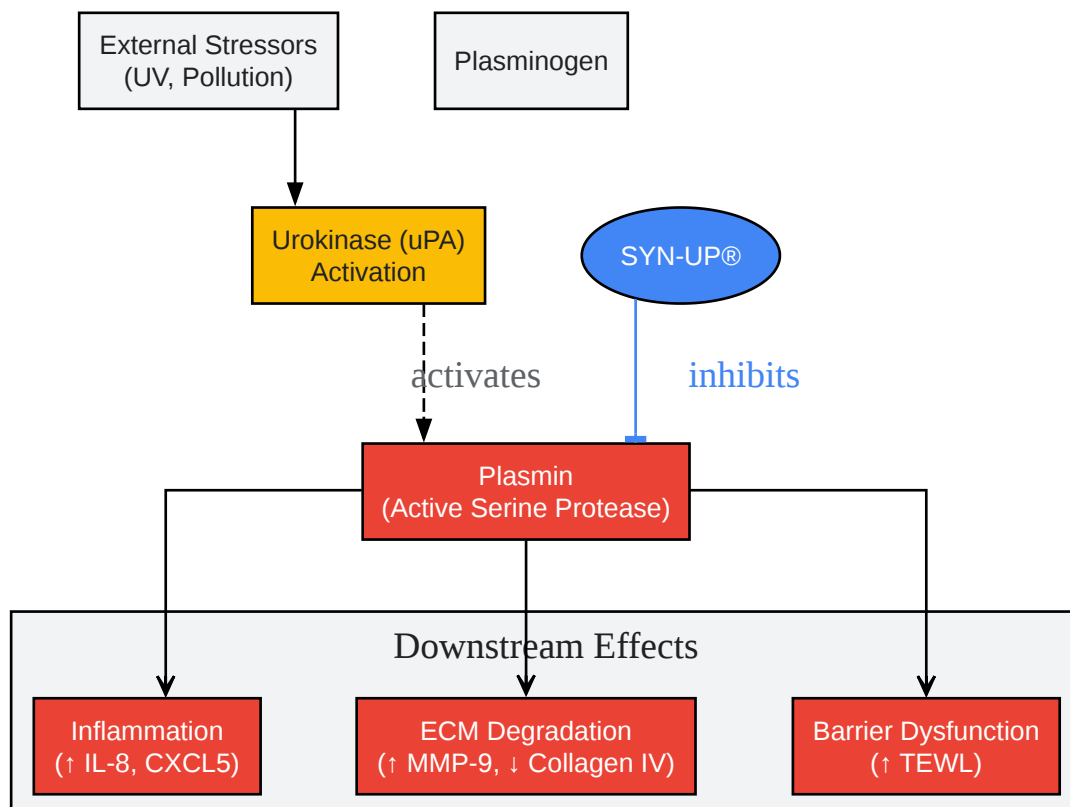 External Stressors
(UV, Pollution)
Plasminogen
Urokinase (uPA)
Activation
SYN-UP®
activates
inhibits
Plasmin
(Active Serine Protease)
Downstream Effects
Inflammation
(↑ IL-8, CXCL5)
ECM Degradation
(↑ MMP-9, ↓ Collagen IV)
Barrier Dysfunction
(↑ TEWL)